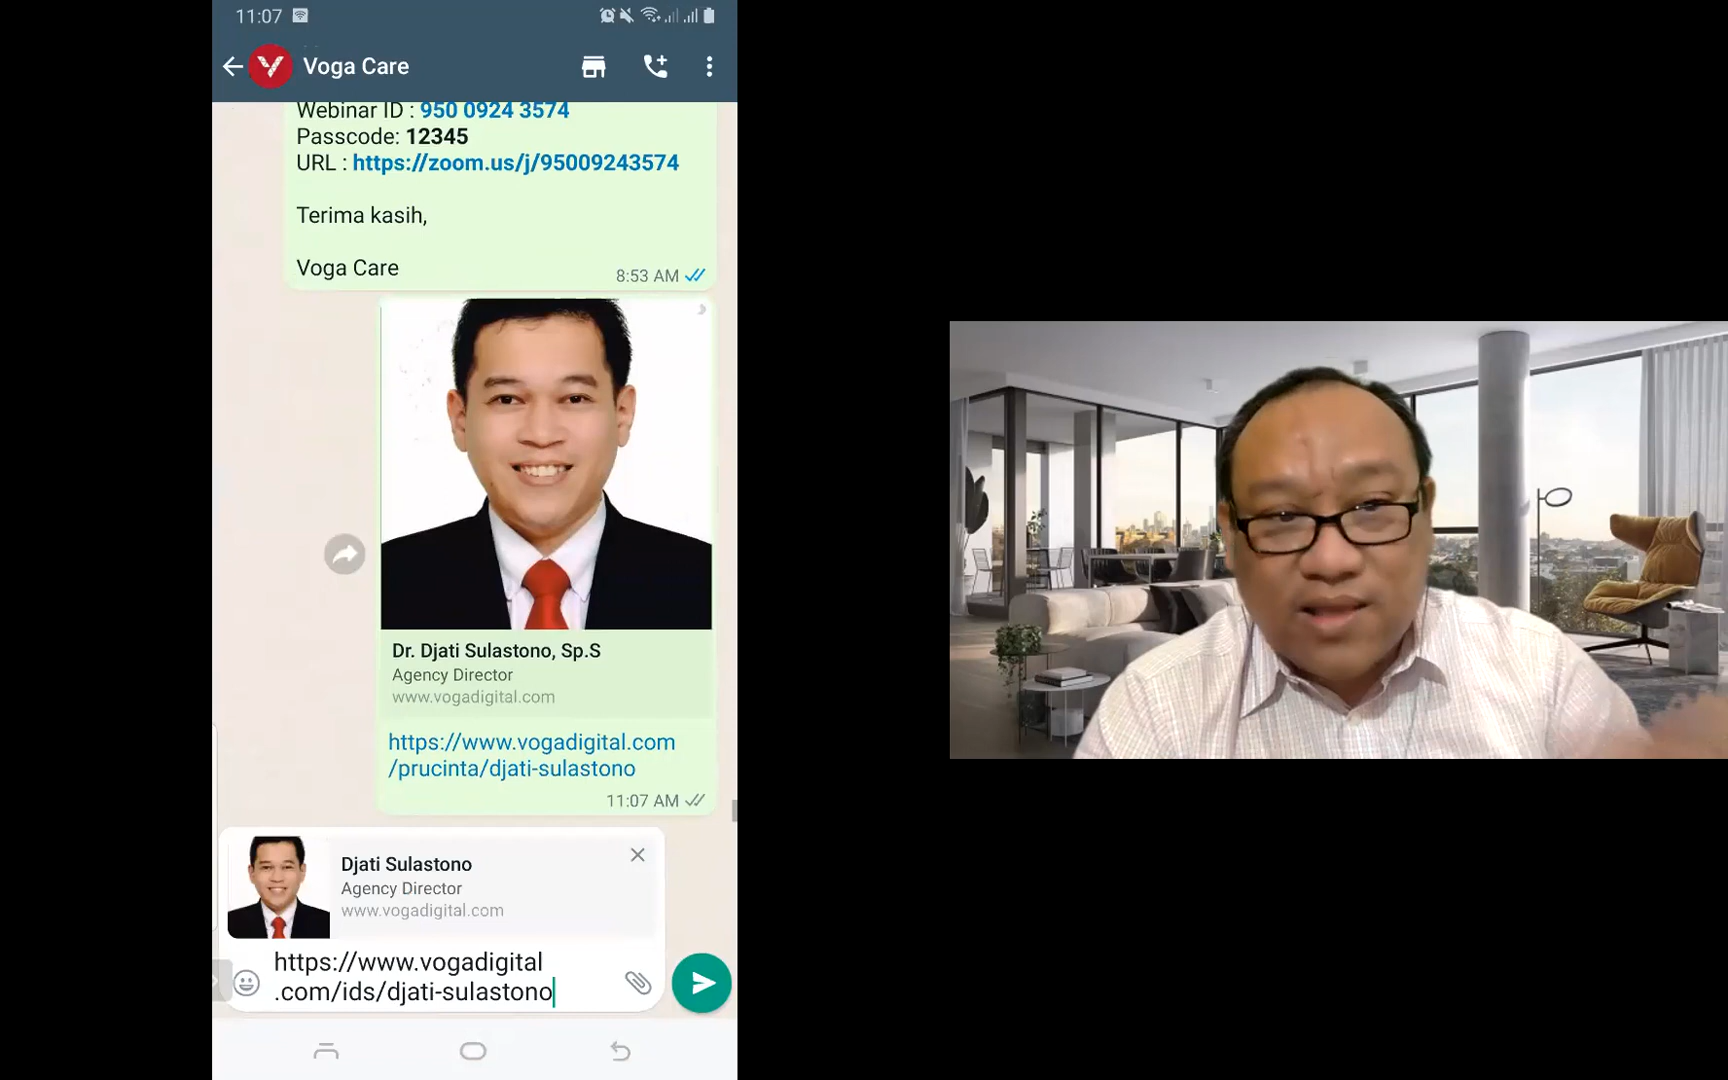 11:07
Voga Care
Webinar ID : 950 0924 3574
Passcode: 12345
URL : https://zoom.us/j/95009243574
Terima kasih,
Voga Care
8:53 AM
Dr. Djati Sulastono, Sp.S
Agency Director
www.vogadigital.com
https://www.vogadigital.com
/prucinta/djati-sulastono
11:07 AM
Djati Sulastono
Agency Director
www.vogadigital.com
https://www.vogadigital
.com/ids/djati-sulastono